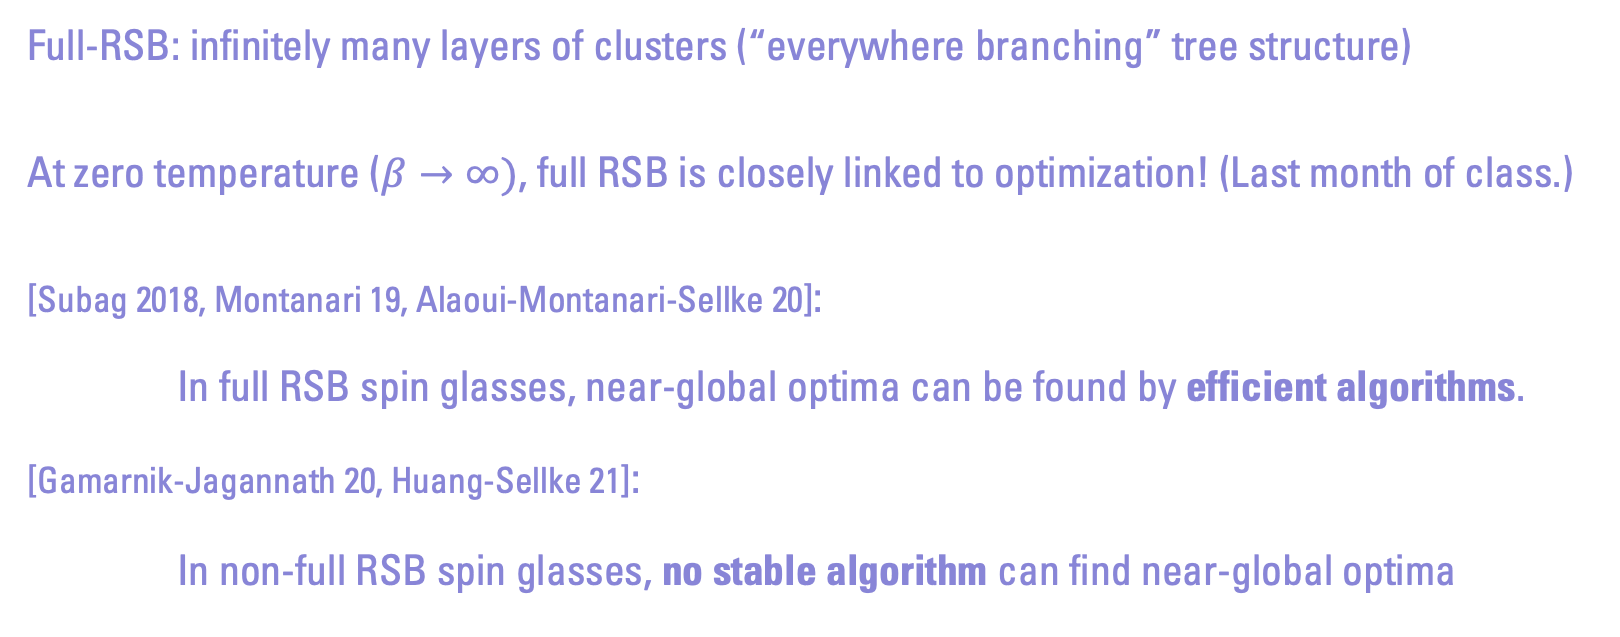 Full-RSB: infinitely many layers of clusters (“everywhere branching” tree structure)
At zero temperature (β → ∞), full RSB is closely linked to optimization! (Last month of class.)
[Subag 2018, Montanari 19, Alaoui-Montanari-Sellke 20]:
In full RSB spin glasses, near-global optima can be found by efficient algorithms.
[Gamarnik-Jagannath 20, Huang-Sellke 21]:
In non-full RSB spin glasses, no stable algorithm can find near-global optima